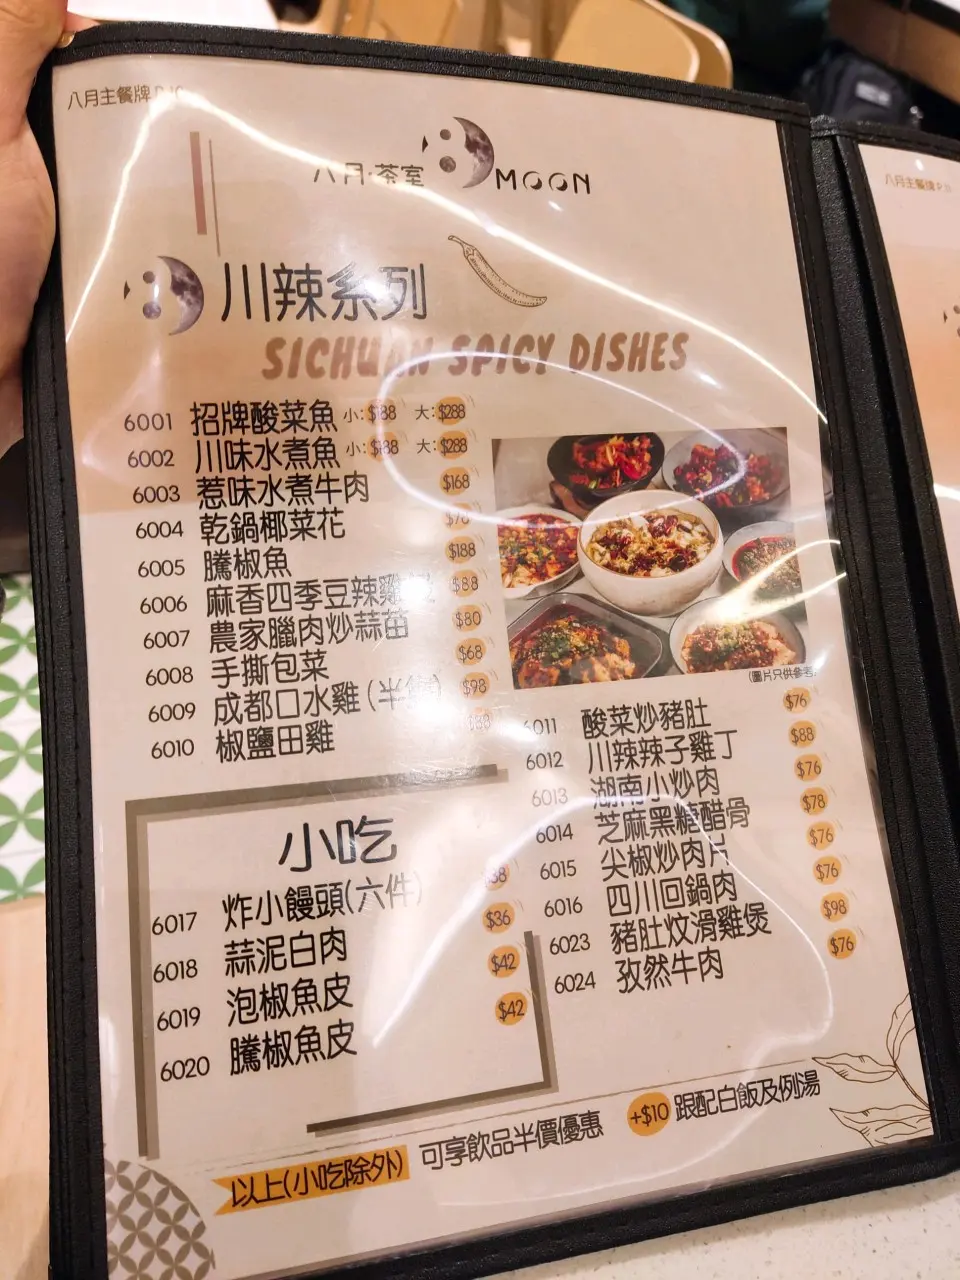 八月主餐牌 P.10
八月·茶室 MOON
川辣系列
SICHUAN SPICY DISHES
6001 招牌酸菜魚 小:$188 大:$288
6002 川味水煮魚 小:$188 大:$288
6003 惹味水煮牛肉 $168
6004 乾鍋椰菜花 $78
6005 騰椒魚 $188
6006 麻香四季豆辣雞 $88
6007 農家臘肉炒蒜苗 $80
6008 手撕包菜 $68
6009 成都口水雞(半隻) $98
6010 椒鹽田雞 $88
(圖片只供參考)
6011 酸菜炒豬肚 $76
6012 川辣辣子雞丁 $88
6013 湖南小炒肉 $76
6014 芝麻黑糖醋骨 $78
6015 尖椒炒肉片 $76
6016 四川回鍋肉 $76
6023 豬肚炆滑雞煲 $98
6024 孜然牛肉 $76
小吃
6017 炸小饅頭(六件) $38
6018 蒜泥白肉 $36
6019 泡椒魚皮 $42
6020 騰椒魚皮 $42
以上(小吃除外) 可享飲品半價優惠 +$10 跟配白飯及例湯
八月主餐牌 P.11